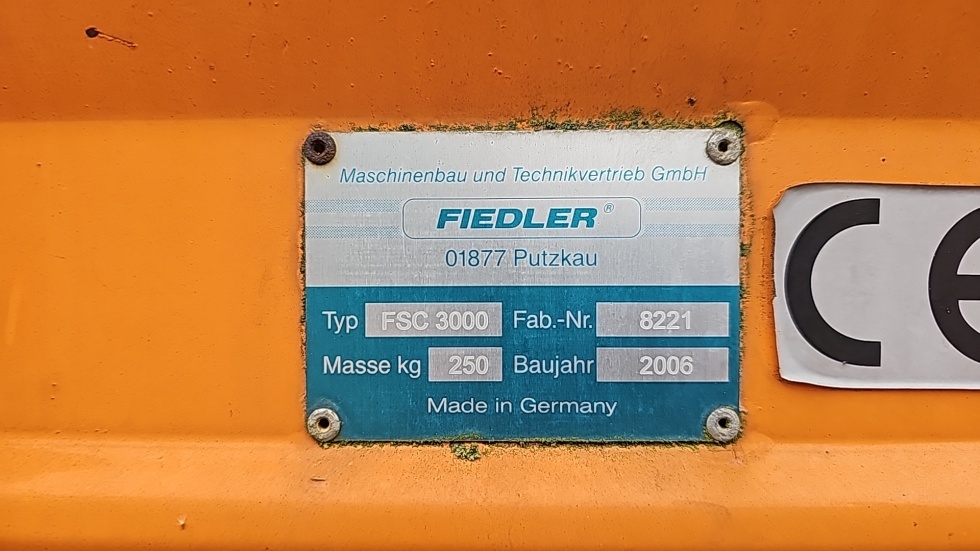 Maschinenbau und Technikvertrieb GmbH
FIEDLER®
01877 Putzkau
Typ FSC 3000 Fab.-Nr. 8221
Masse kg 250 Baujahr 2006
Made in Germany
CE